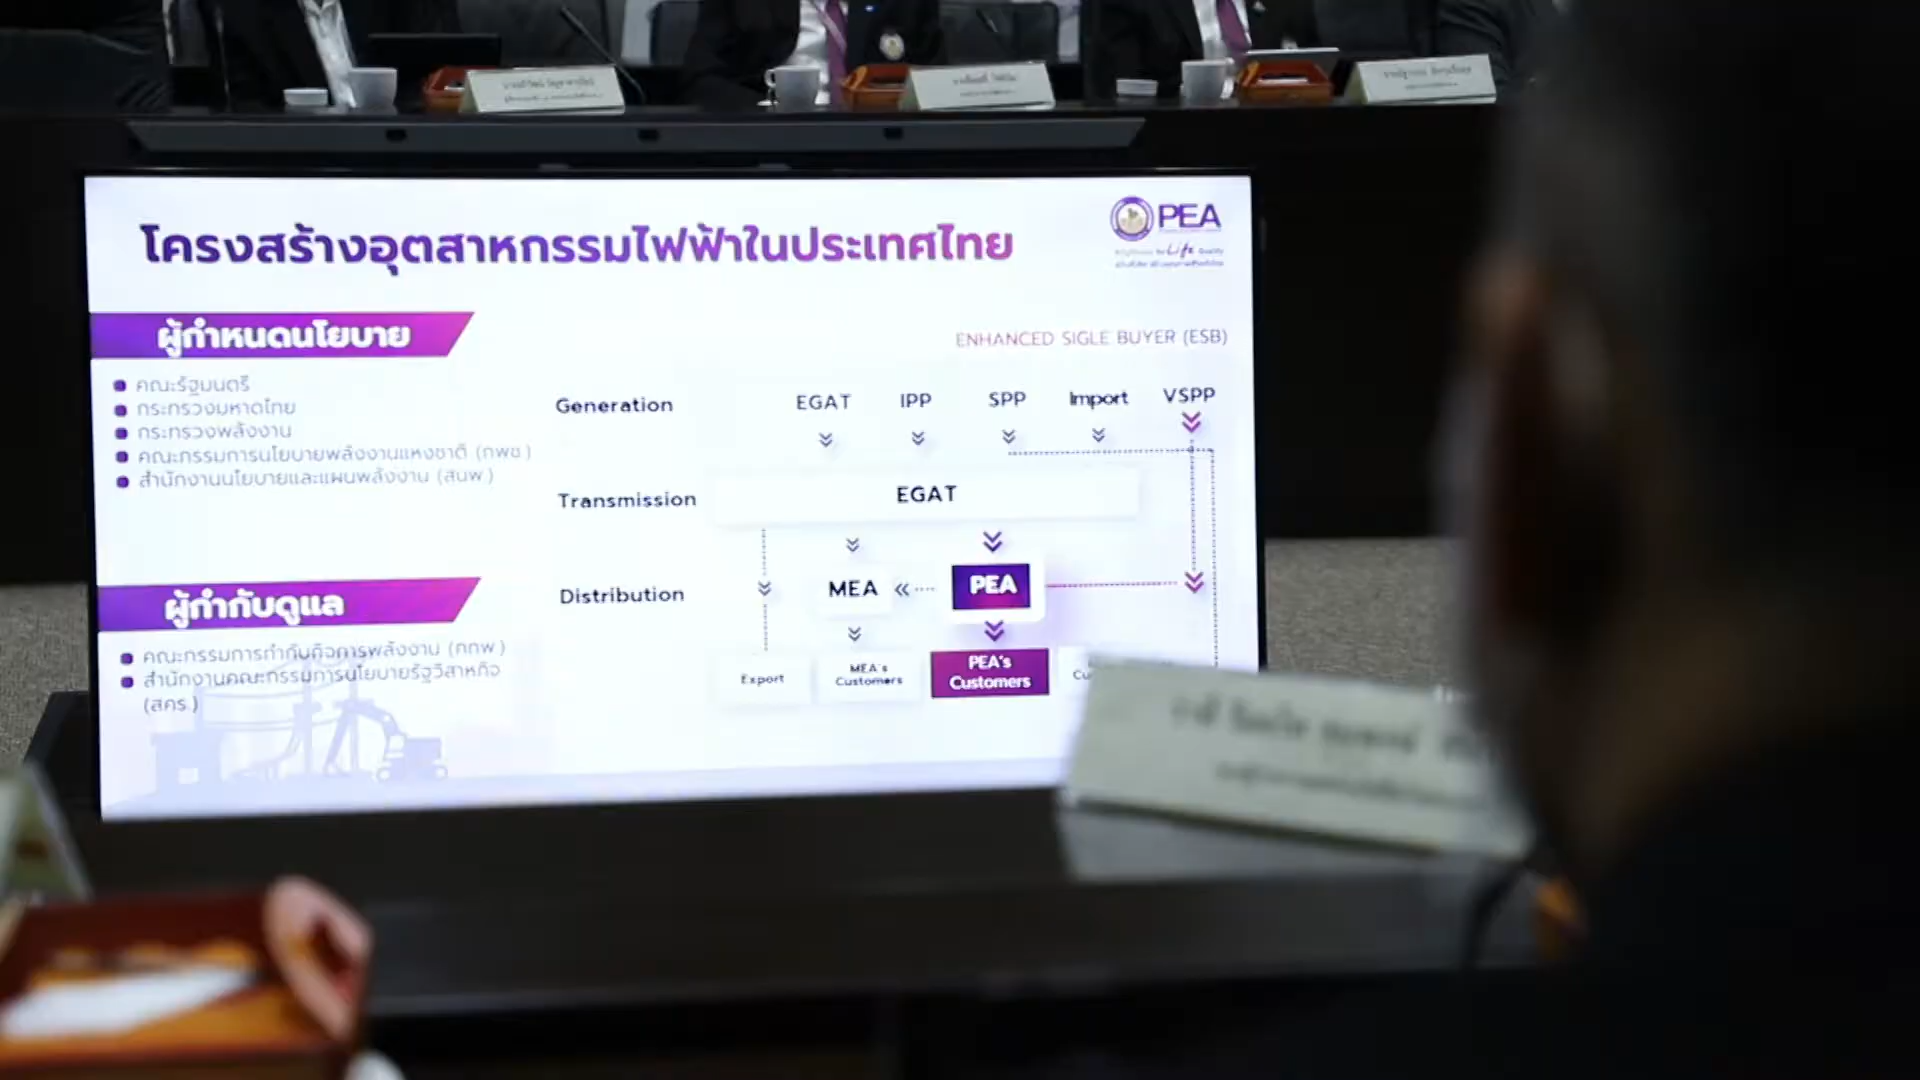 โครงสร้างอุตสาหกรรมไฟฟ้าในประเทศไทย
PEA
ผู้กำหนดนโยบาย
คณะรัฐมนตรี
กระทรวงมหาดไทย
กระทรวงพลังงาน
คณะกรรมการนโยบายพลังงานแห่งชาติ (กพช.)
สำนักงานนโยบายและแผนพลังงาน (สนพ.)
ผู้กำกับดูแล
คณะกรรมการกำกับกิจการพลังงาน (กกพ.)
สำนักงานคณะกรรมการนโยบายรัฐวิสาหกิจ
(สคร.)
ENHANCED SIGLE BUYER (ESB)
Generation EGAT IPP SPP Import VSPP
Transmission EGAT
Distribution MEA PEA
Export MEA's Customers PEA's Customers